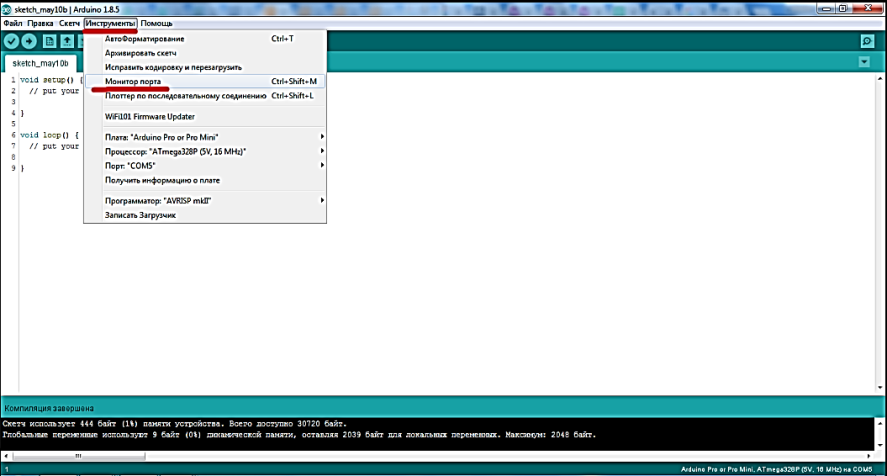 sketch_may10b | Arduino 1.8.5
Файл Правка Скетч Инструменты Помощь
АвтоФорматирование Ctrl+T
Архивировать скетч
Исправить кодировку и перезагрузить
Монитор порта Ctrl+Shift+M
Плоттер по последовательному соединению Ctrl+Shift+L
WiFi101 Firmware Updater
Плата: "Arduino Pro or Pro Mini"
Процессор: "ATmega328P (5V, 16 MHz)"
Порт: "COM5"
Получить информацию о плате
Программатор: "AVRISP mkII"
Записать Загрузчик
sketch_may10b
1 void setup() {
2 // put your
3
4 }
5
6 void loop() {
7 // put your
8
9 }
Компиляция завершена
Скетч использует 444 байт (1%) памяти устройства. Всего доступно 30720 байт.
Глобальные переменные используют 9 байт (0%) динамической памяти, оставляя 2039 байт для локальных переменных. Максимум: 2048 байт.
1 Arduino Pro or Pro Mini, ATmega328P (5V, 16 MHz) на COM5